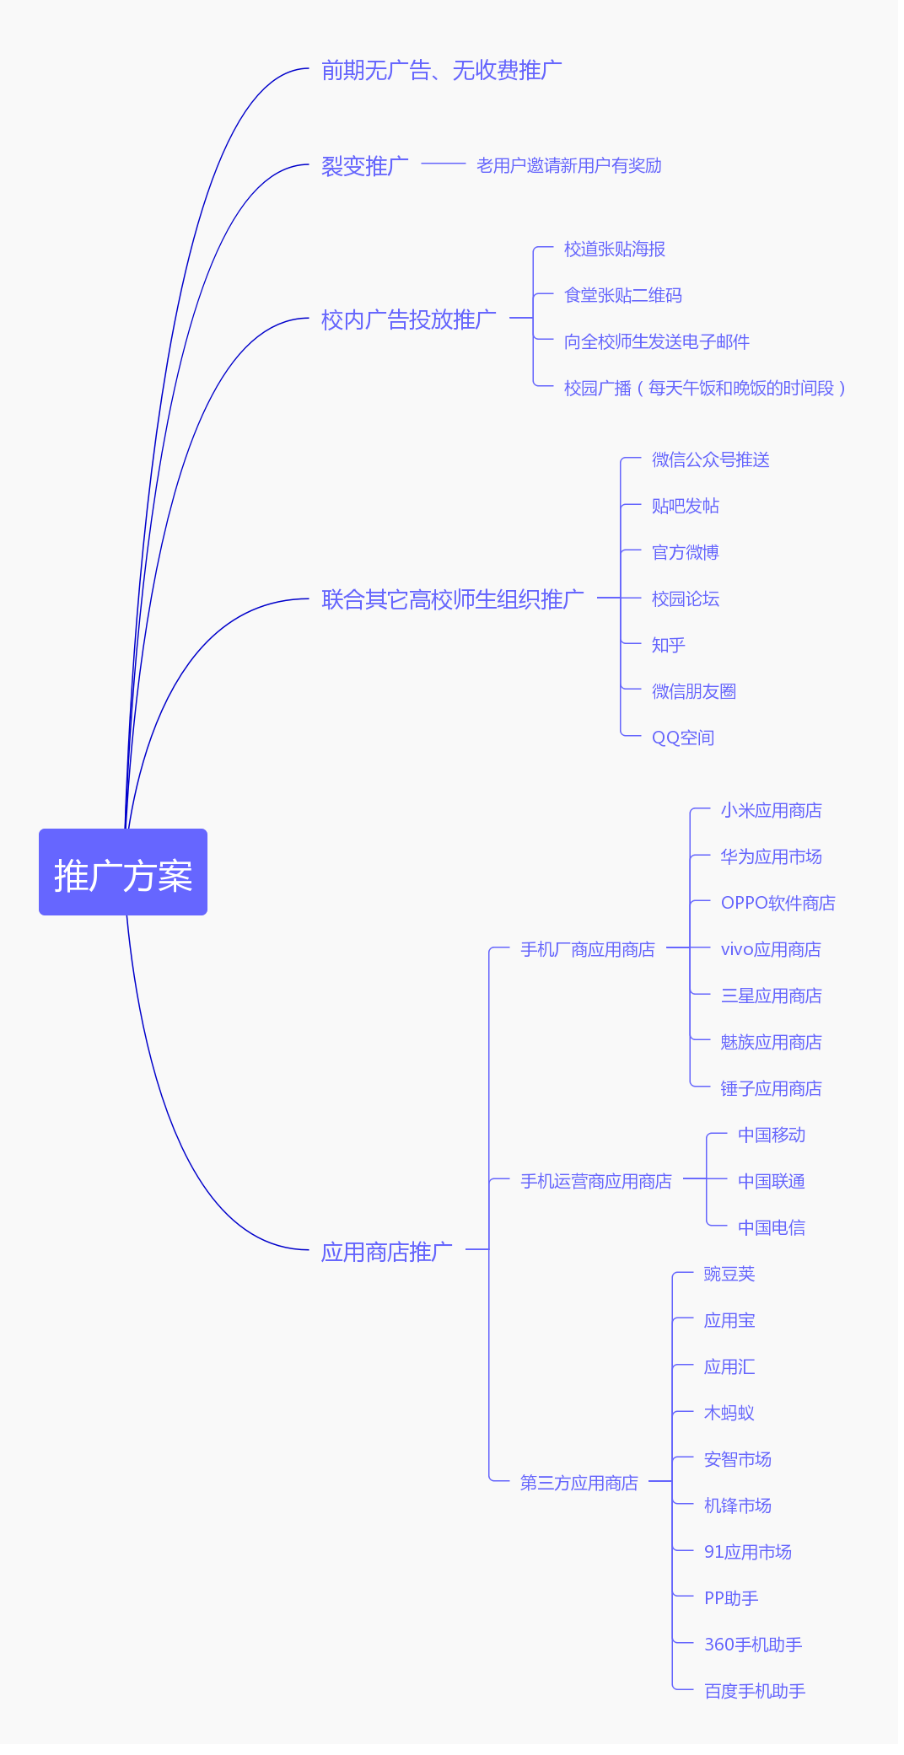 前期无广告、无收费推广
裂变推广
老用户邀请新用户有奖励
校内广告投放推广
校道张贴海报
食堂张贴二维码
向全校师生发送电子邮件
校园广播（每天午饭和晚饭的时间段）
联合其它高校师生组织推广
微信公众号推送
贴吧发帖
官方微博
校园论坛
知乎
微信朋友圈
QQ空间
推广方案
应用商店推广
手机厂商应用商店
小米应用商店
华为应用市场
OPPO软件商店
vivo应用商店
三星应用商店
魅族应用商店
锤子应用商店
手机运营商应用商店
中国移动
中国联通
中国电信
第三方应用商店
豌豆荚
应用宝
应用汇
木蚂蚁
安智市场
机锋市场
91应用市场
PP助手
360手机助手
百度手机助手